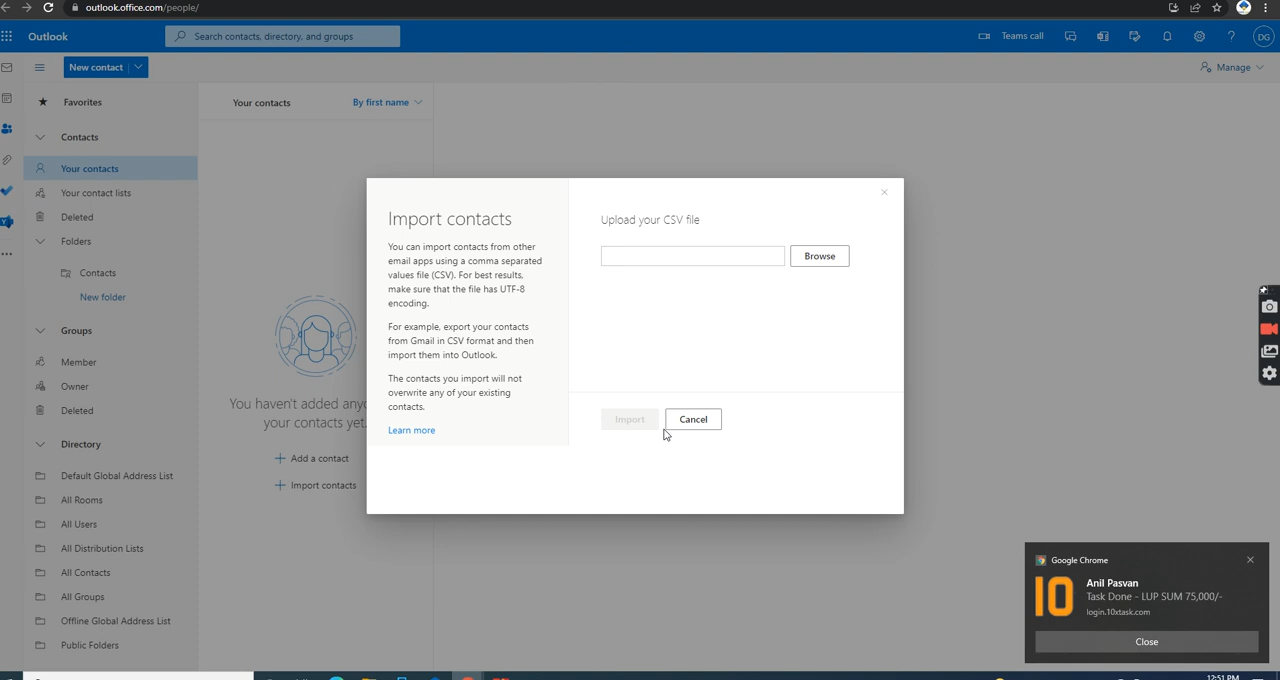 outlook.office.com/people/
Outlook
Search contacts, directory, and groups
Teams call
DG
New contact
Manage
Favorites
Your contacts
By first name
Contacts
Your contacts
Your contact lists
Deleted
Folders
Contacts
New folder
Groups
Member
Owner
Deleted
Directory
Default Global Address List
All Rooms
All Users
All Distribution Lists
All Contacts
All Groups
Offline Global Address List
Public Folders
You haven't added any
your contacts yet.
Add a contact
Import contacts
Import contacts
You can import contacts from other
email apps using a comma separated
values file (CSV). For best results,
make sure that the file has UTF-8
encoding.
For example, export your contacts
from Gmail in CSV format and then
import them into Outlook.
The contacts you import will not
overwrite any of your existing
contacts.
Learn more
Upload your CSV file
Browse
Import
Cancel
Google Chrome
10
Anil Pasvan
Task Done - LUP SUM 75,000/-
login.10xtask.com
Close
12:51 PM